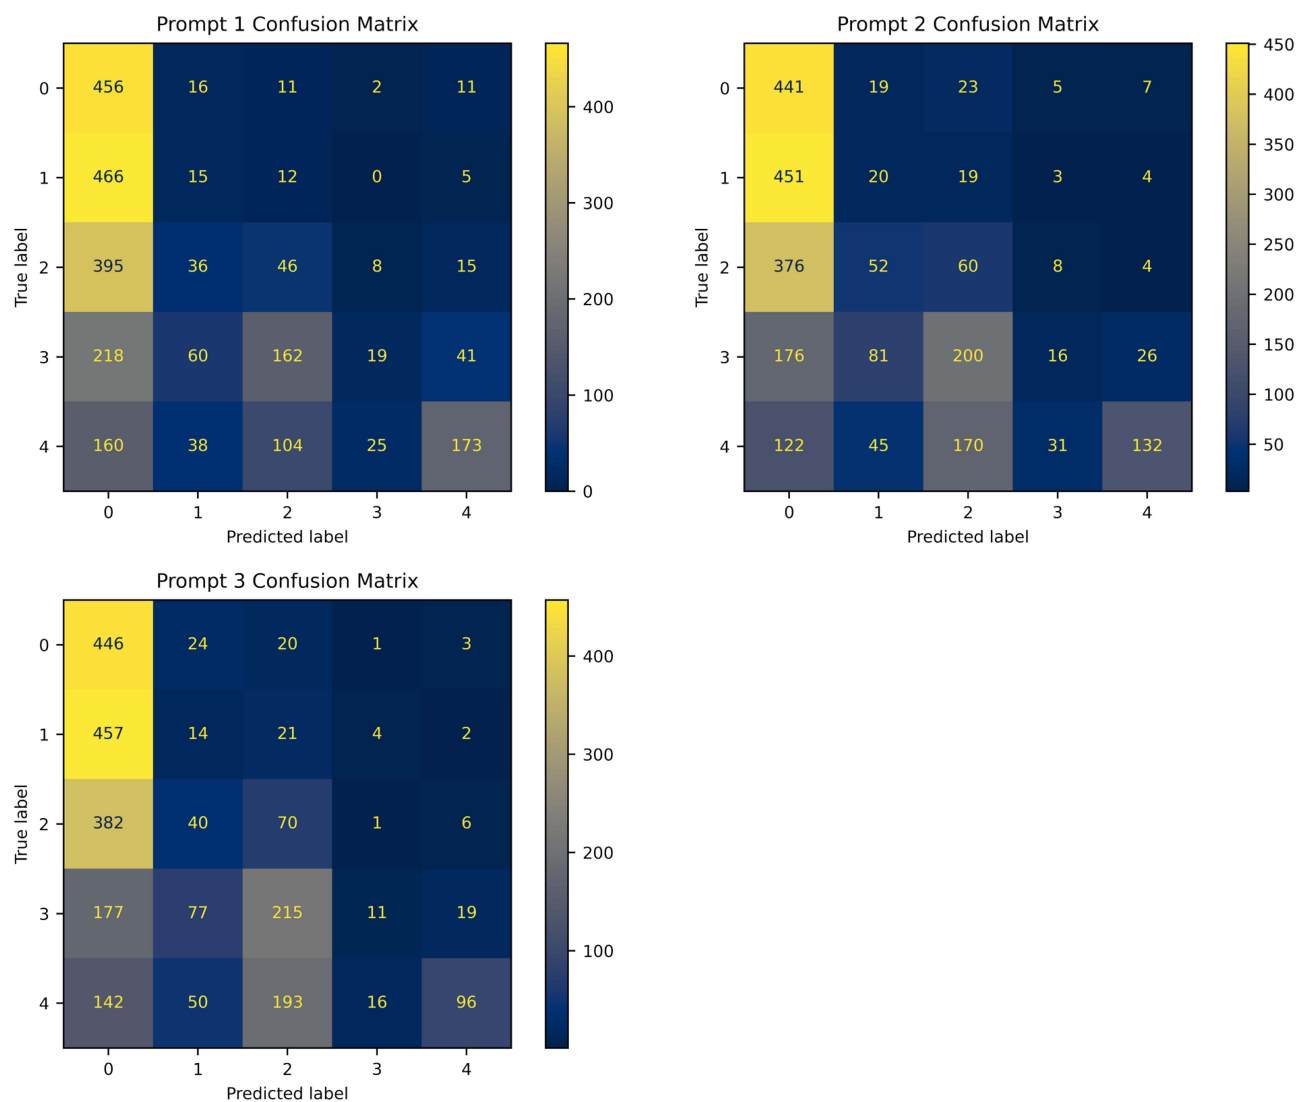 Prompt 1 Confusion Matrix
True label
0 456 16 11 2 11
1 466 15 12 0 5
2 395 36 46 8 15
3 218 60 162 19 41
4 160 38 104 25 173
0 1 2 3 4
Predicted label
400
300
200
100
0
Prompt 2 Confusion Matrix
True label
0 441 19 23 5 7
1 451 20 19 3 4
2 376 52 60 8 4
3 176 81 200 16 26
4 122 45 170 31 132
0 1 2 3 4
Predicted label
450
400
350
300
250
200
150
100
50
Prompt 3 Confusion Matrix
True label
0 446 24 20 1 3
1 457 14 21 4 2
2 382 40 70 1 6
3 177 77 215 11 19
4 142 50 193 16 96
0 1 2 3 4
Predicted label
400
300
200
100